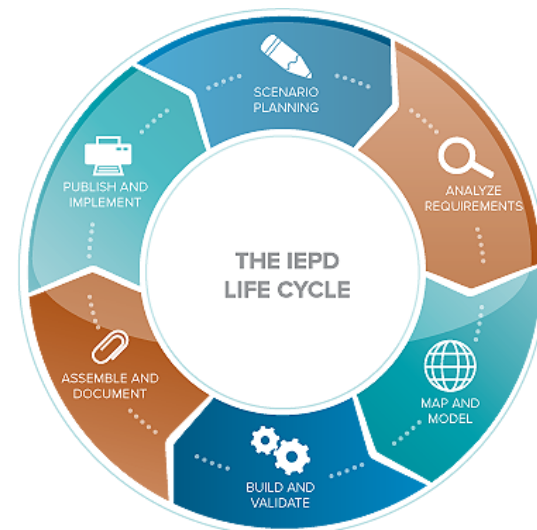 THE IEPD
LIFE CYCLE
SCENARIO
PLANNING
ANALYZE
REQUIREMENTS
MAP AND
MODEL
BUILD AND
VALIDATE
ASSEMBLE AND
DOCUMENT
PUBLISH AND
IMPLEMENT